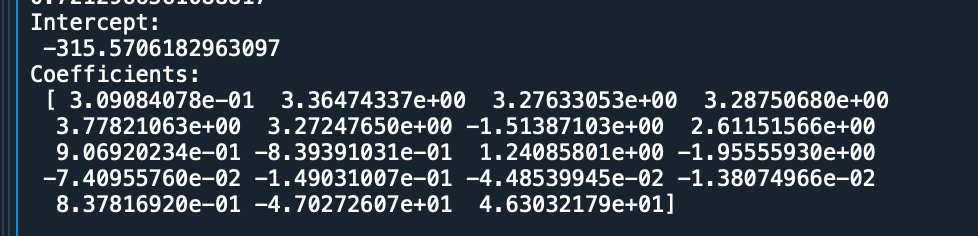 Intercept:
-315.5706182963097
Coefficients:
[ 3.09084078e-01 3.36474337e+00 3.27633053e+00 3.28750680e+00
3.77821063e+00 3.27247650e+00 -1.51387103e+00 2.61151566e+00
9.06920234e-01 -8.39391031e-01 1.24085801e+00 -1.95555930e+00
-7.40955760e-02 -1.49031007e-01 -4.48539945e-02 -1.38074966e-02
8.37816920e-01 -4.70272607e+01 4.63032179e+01]